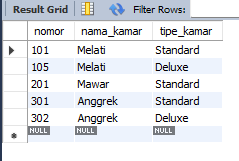 Result Grid Filter Rows:
nomor nama_kamar tipe_kamar
101 Melati Standard
105 Melati Deluxe
201 Mawar Standard
301 Anggrek Standard
302 Anggrek Deluxe
NULL NULL NULL